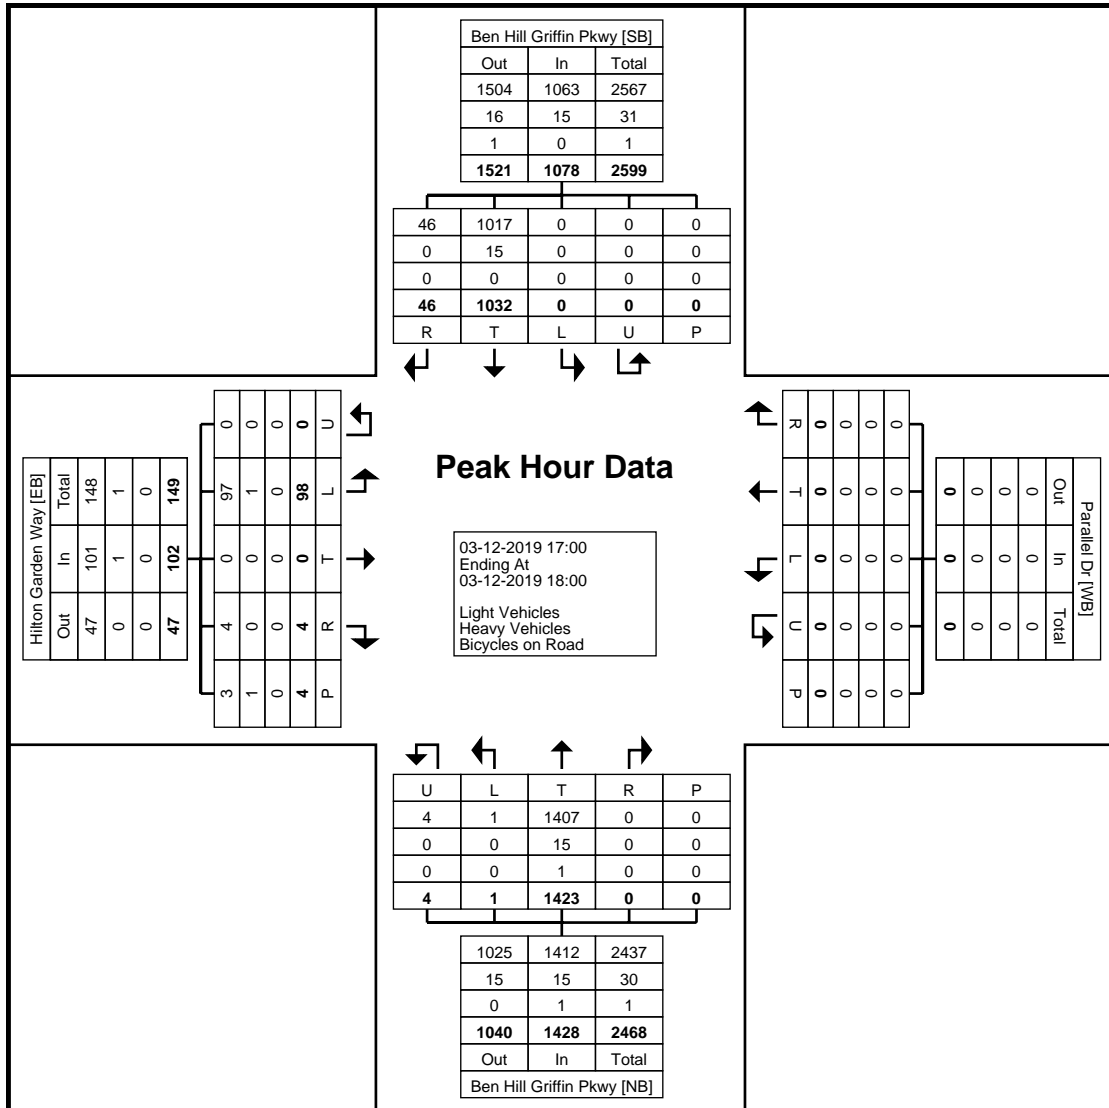 Ben Hill Griffin Pkwy [SB]
Out In Total
1504 1063 2567
16 15 31
1 0 1
1521 1078 2599
46 1017 0 0 0
0 15 0 0 0
0 0 0 0 0
46 1032 0 0 0
R T L U P
Hilton Garden Way [EB]
Total 148 1 0 149
In 101 1 0 102
Out 47 0 0 47
0 0 0 0 U
97 1 0 98 L
0 0 0 0 T
4 0 0 4 R
3 1 0 4 P
Peak Hour Data
03-12-2019 17:00
Ending At
03-12-2019 18:00
Light Vehicles
Heavy Vehicles
Bicycles on Road
R 0 0 0 0
T 0 0 0 0
L 0 0 0 0
U 0 0 0 0
P 0 0 0 0
0 0 0 0 Out
0 0 0 0 In
0 0 0 0 Total
Parallel Dr [WB]
U L T R P
4 1 1407 0 0
0 0 15 0 0
0 0 1 0 0
4 1 1423 0 0
1025 1412 2437
15 15 30
0 1 1
1040 1428 2468
Out In Total
Ben Hill Griffin Pkwy [NB]